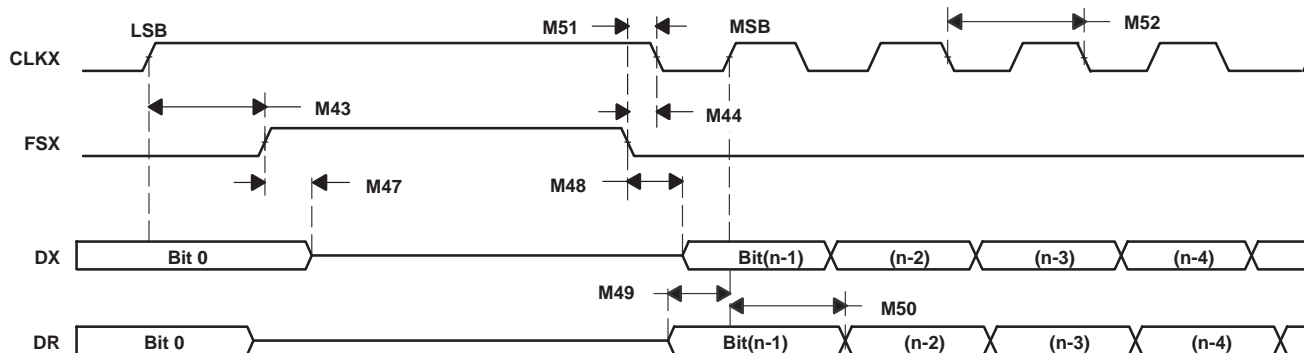 LSB
M51
MSB
M52
CLKX
M43
M44
FSX
M47
M48
DX
Bit 0
Bit(n-1)
(n-2)
(n-3)
(n-4)
M49
M50
DR
Bit 0
Bit(n-1)
(n-2)
(n-3)
(n-4)